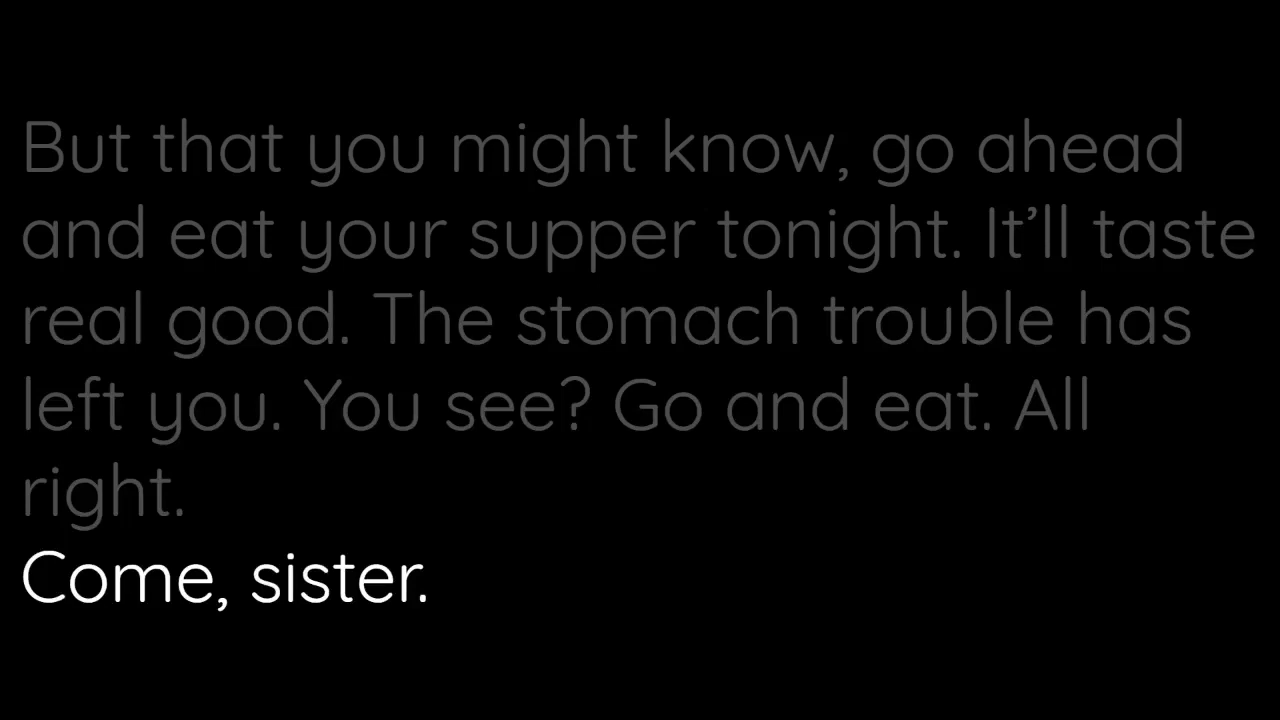 But that you might know, go ahead
and eat your supper tonight. It’ll taste
real good. The stomach trouble has
left you. You see? Go and eat. All
right.
Come, sister.